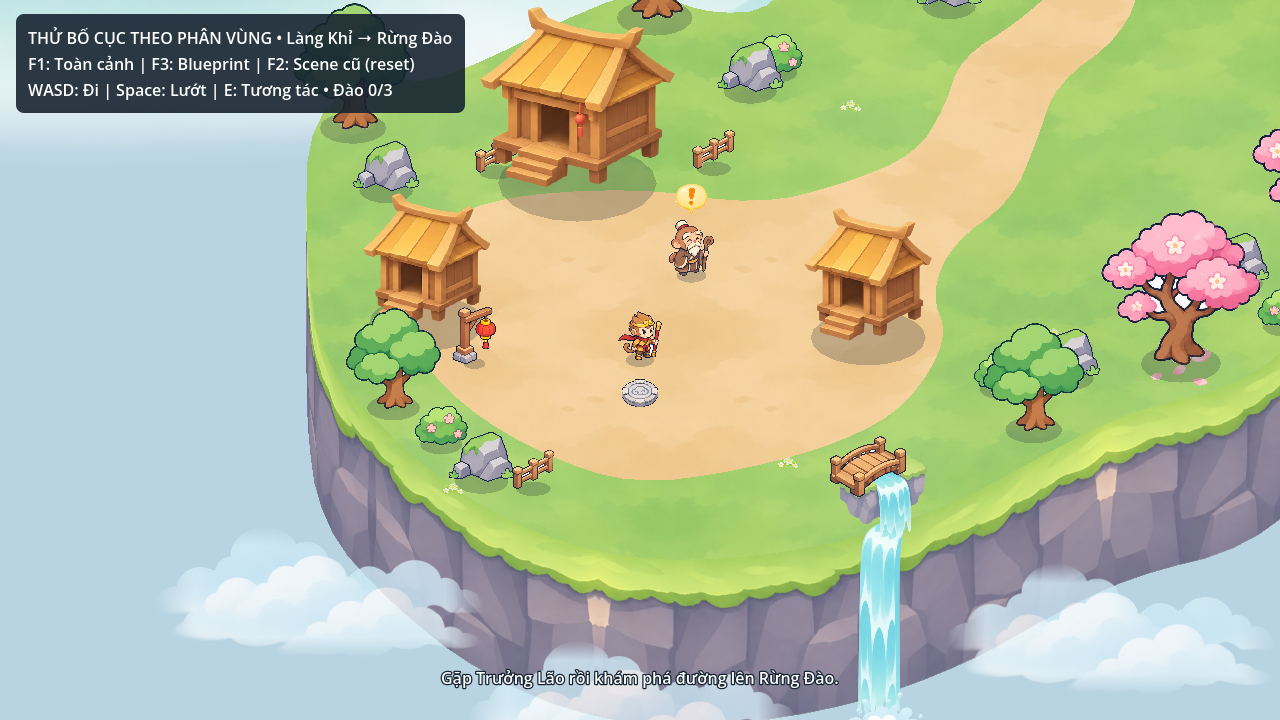 THỬ BỐ CỤC THEO PHÂN VÙNG • Làng Khỉ → Rừng Đào
F1: Toàn cảnh | F3: Blueprint | F2: Scene cũ (reset)
WASD: Đi | Space: Lướt | E: Tương tác • Đào 0/3
!
Gặp Trưởng Lão rồi khám phá đường lên Rừng Đào.